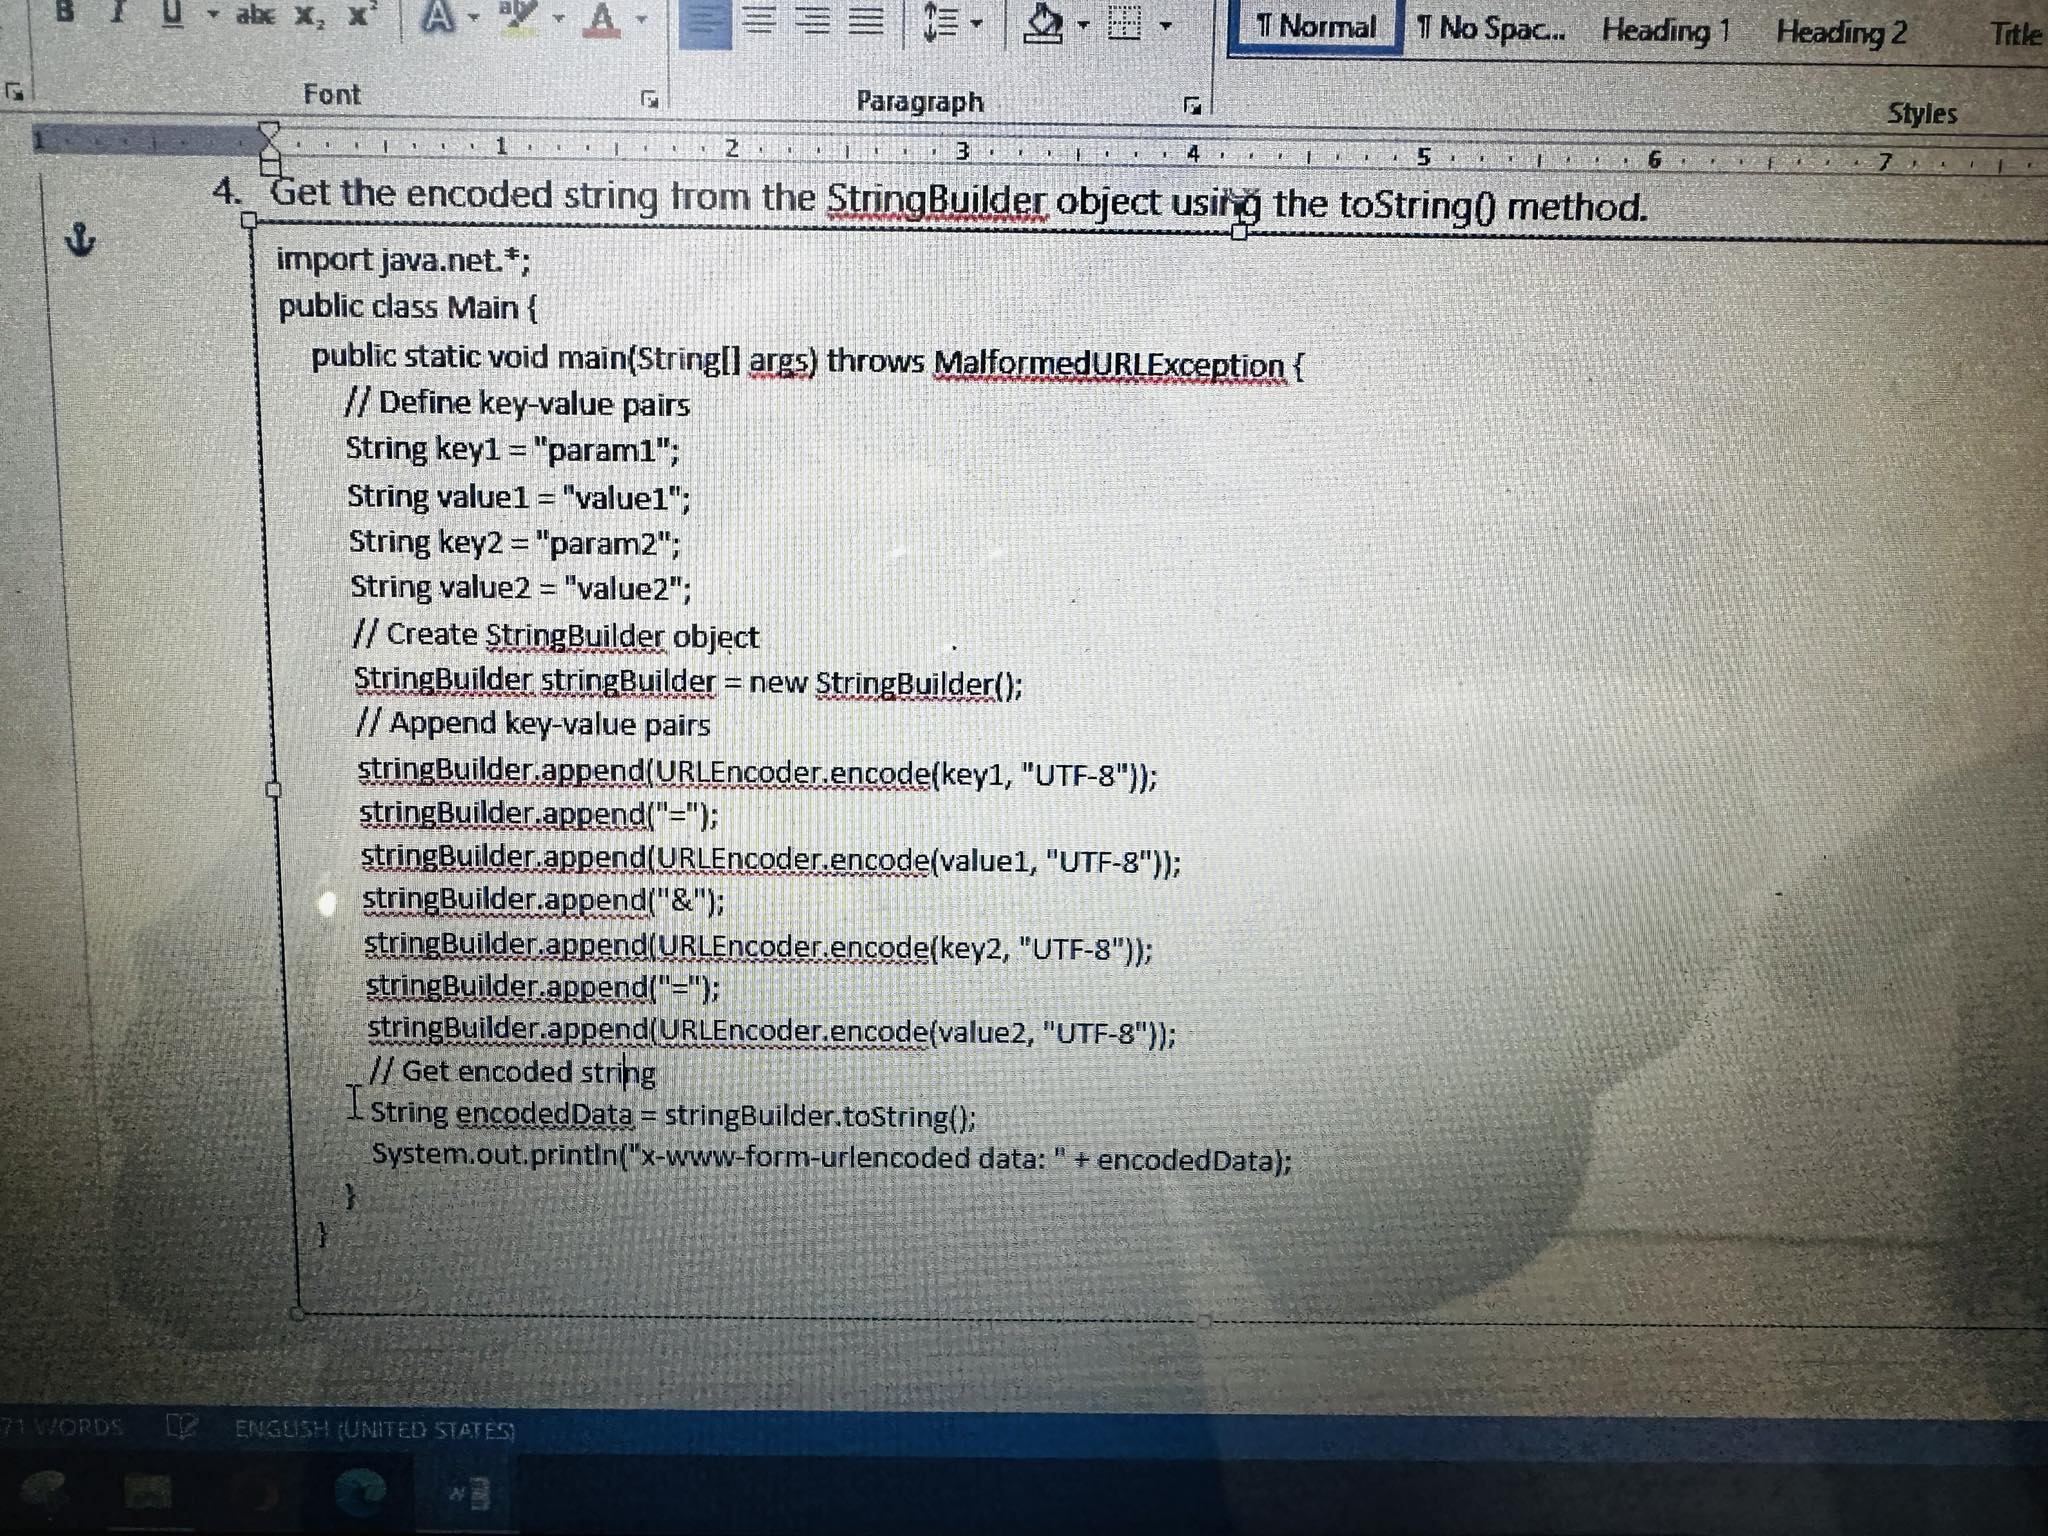 B I U abc X₂ X² A ab A ¶ Normal ¶ No Spac... Heading 1 Heading 2 Title
Font Paragraph Styles
1 1 2 3 4 5 6 7
4. Get the encoded string from the StringBuilder object using the toString() method.
import java.net.*;
public class Main {
public static void main(String[] args) throws MalformedURLException {
// Define key-value pairs
String key1 = "param1";
String value1 = "value1";
String key2 = "param2";
String value2 = "value2";
// Create StringBuilder object
StringBuilder stringBuilder = new StringBuilder();
// Append key-value pairs
stringBuilder.append(URLEncoder.encode(key1, "UTF-8"));
stringBuilder.append("=");
stringBuilder.append(URLEncoder.encode(value1, "UTF-8"));
stringBuilder.append("&");
stringBuilder.append(URLEncoder.encode(key2, "UTF-8"));
stringBuilder.append("=");
stringBuilder.append(URLEncoder.encode(value2, "UTF-8"));
// Get encoded string
String encodedData = stringBuilder.toString();
System.out.println("x-www-form-urlencoded data: " + encodedData);
}
}
71 WORDS ENGLISH (UNITED STATES)